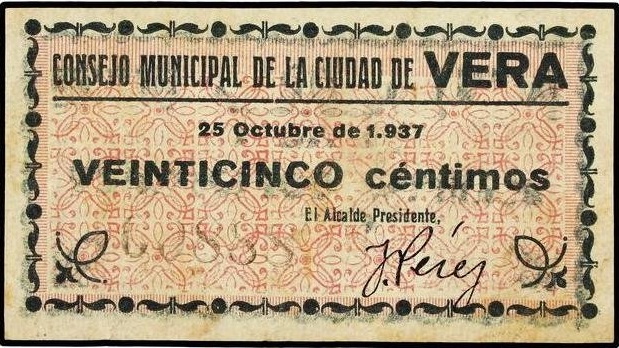 CONSEJO MUNICIPAL DE LA CIUDAD DE VERA
25 Octubre de 1.937
VEINTICINCO céntimos
El Alcalde Presidente,
J. Pérez